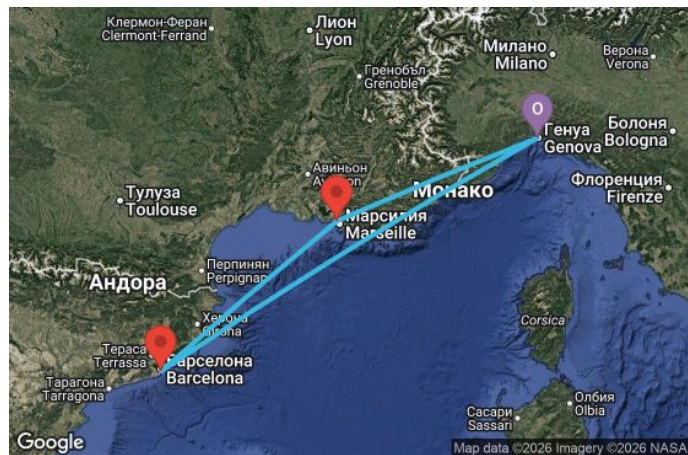 Клермон-Феран
Clermont-Ferrand
Лион
Lyon
Гренобъл
Grenoble
Милано
Milano
Верона
Verona
О
Генуа
Genova
Болоня
Bologna
Флоренция
Firenze
Авиньон
Тулуза
Toulouse
Монако
Марсилия
Marseille
Перпинян
Perpignan
Андора
Херона
Girona
Тераса
Terrassa
Барселона
Barcelona
Тарагона
Tarragona
Corsica
Сасари
Sassari
Олбия
Olbia
Google
Map data ©2026 Imagery ©2026 NASA